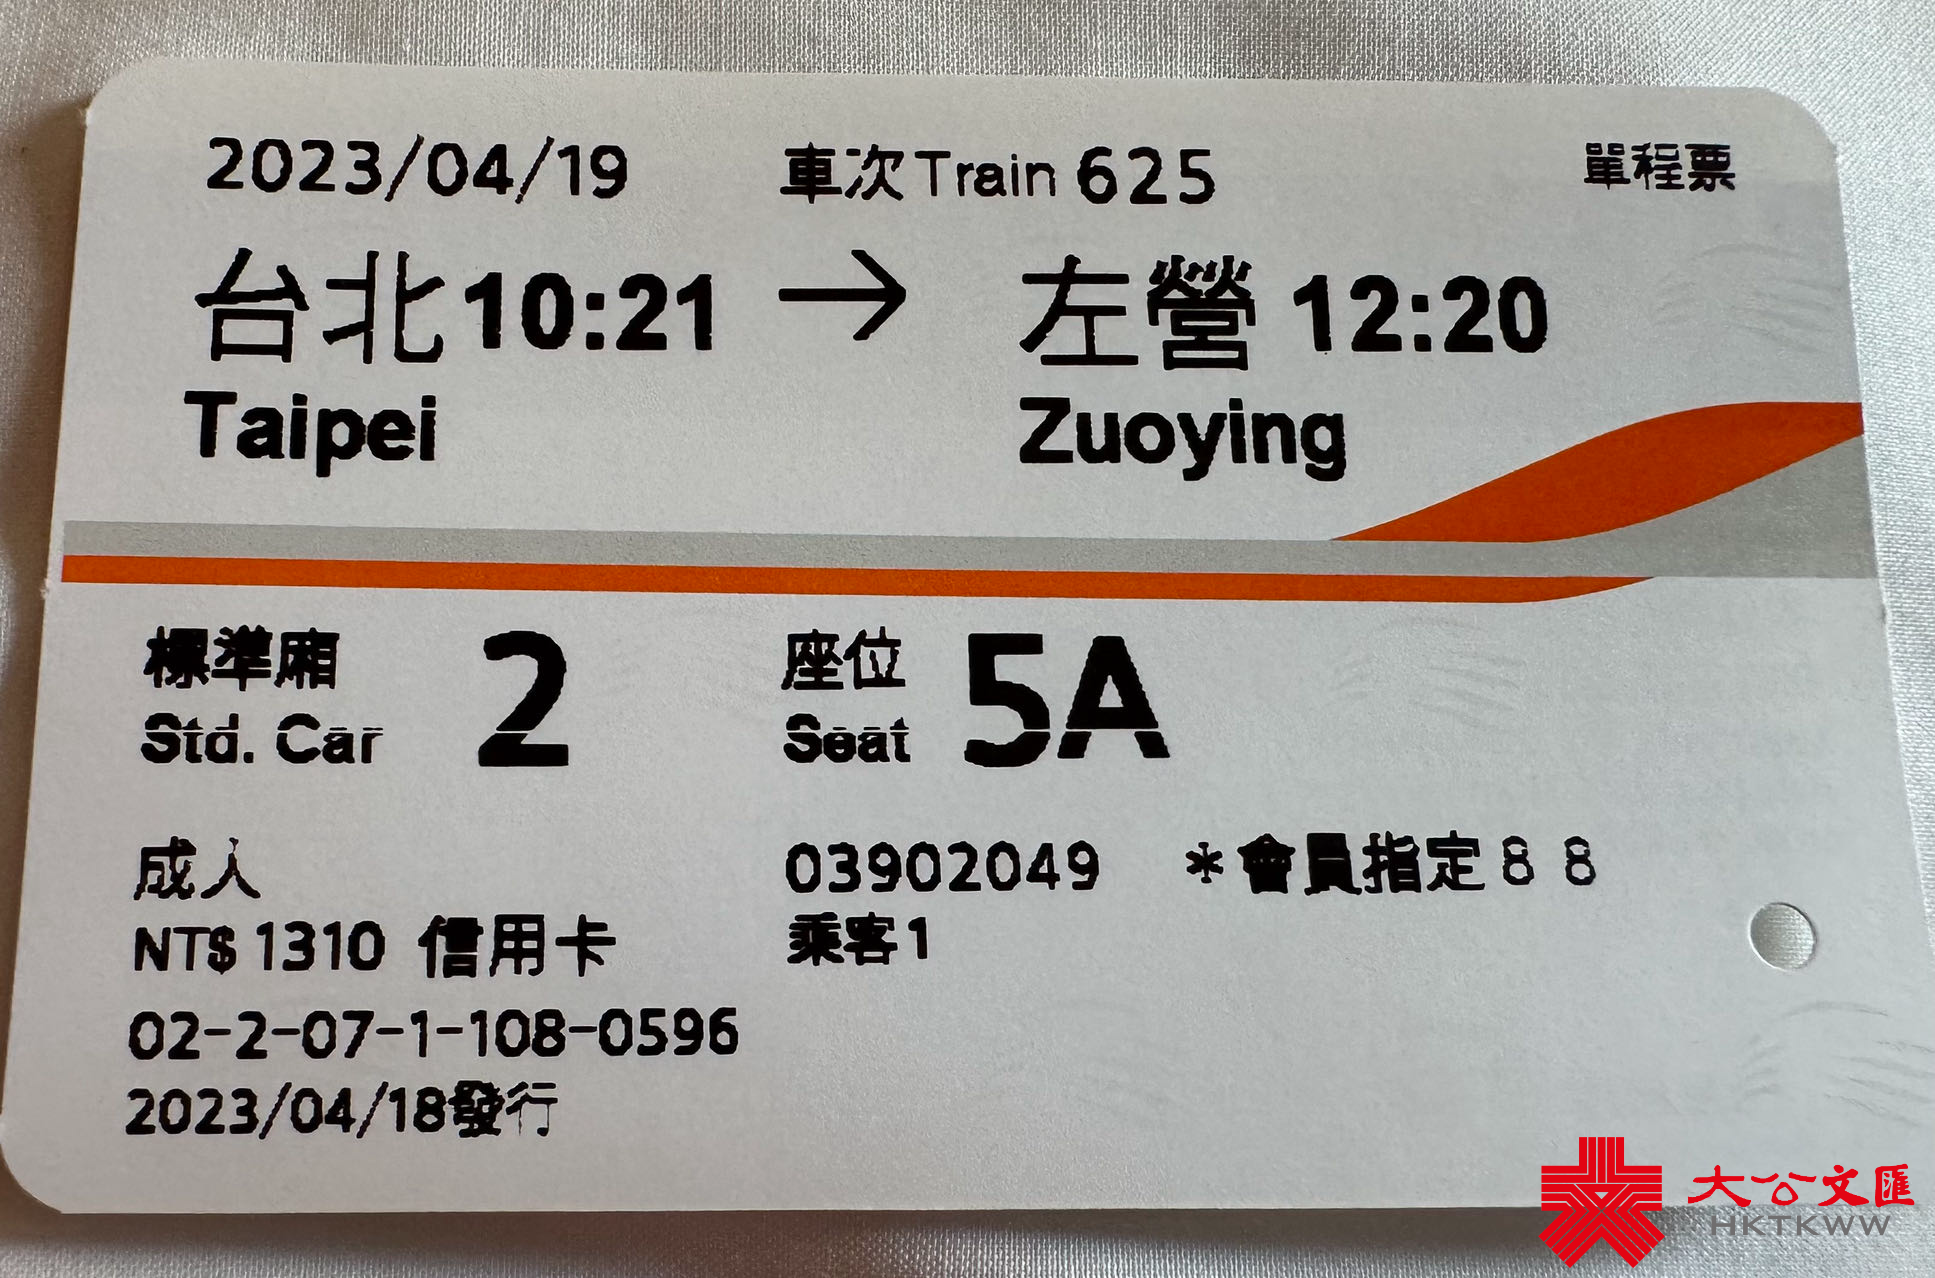 2023/04/19 車次Train 625 單程票
台北10:21 → 左營 12:20
Taipei Zuoying
標準廂 2 座位 5A
Std. Car Seat
成人 03902049 *會員指定88
NT$ 1310 信用卡 乘客1
02-2-07-1-108-0596
2023/04/18發行
大公文匯
HKTKWW